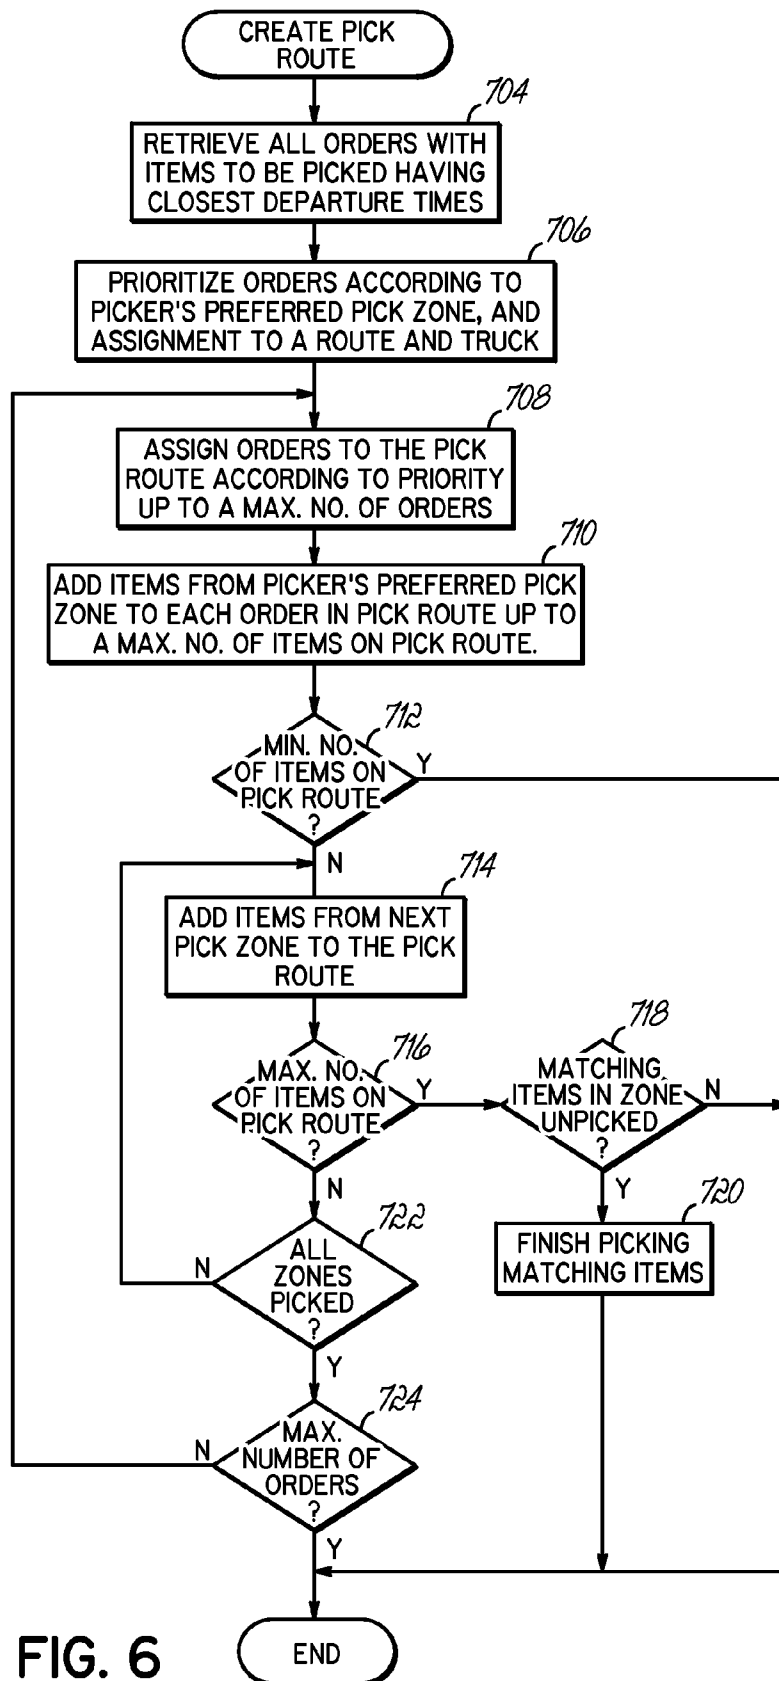 CREATE PICK
ROUTE
704
RETRIEVE ALL ORDERS WITH
ITEMS TO BE PICKED HAVING
CLOSEST DEPARTURE TIMES
706
PRIORITIZE ORDERS ACCORDING TO
PICKER'S PREFERRED PICK ZONE, AND
ASSIGNMENT TO A ROUTE AND TRUCK
708
ASSIGN ORDERS TO THE PICK
ROUTE ACCORDING TO PRIORITY
UP TO A MAX. NO. OF ORDERS
710
ADD ITEMS FROM PICKER'S PREFERRED PICK
ZONE TO EACH ORDER IN PICK ROUTE UP TO
A MAX. NO. OF ITEMS ON PICK ROUTE.
712
MIN. NO.
OF ITEMS ON
PICK ROUTE
?
Y
N
714
ADD ITEMS FROM NEXT
PICK ZONE TO THE PICK
ROUTE
716
MAX. NO.
OF ITEMS ON
PICK ROUTE
?
Y
N
718
MATCHING
ITEMS IN ZONE
UNPICKED
?
N
Y
720
FINISH PICKING
MATCHING ITEMS
722
ALL
ZONES
PICKED
?
N
Y
724
MAX.
NUMBER OF
ORDERS
?
N
Y
END
FIG. 6